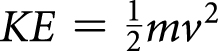 KE = ½mv²